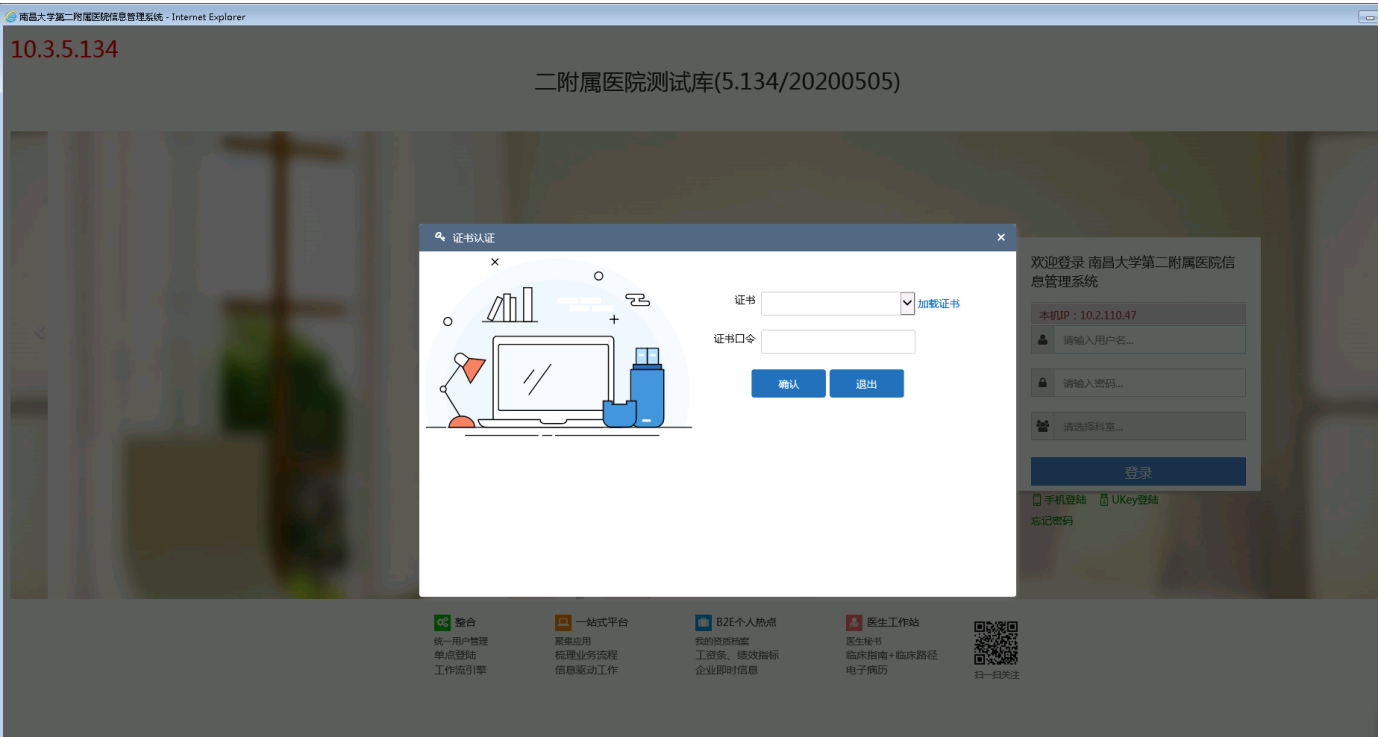 南昌大学第二附属医院信息管理系统 - Internet Explorer
10.3.5.134
二附属医院测试库(5.134/20200505)
证书认证
证书
加载证书
证书口令
确认 退出
欢迎登录 南昌大学第二附属医院信
息管理系统
本机IP：10.2.110.47
请输入用户名...
请输入密码...
请选择科室...
登录
手机登陆 UKey登陆
忘记密码
整合
统一用户管理
单点登陆
工作流引擎
一站式平台
聚集应用
梳理业务流程
信息驱动工作
B2E个人热点
我的资质档案
工资条、绩效指标
企业即时信息
医生工作站
医生秘书
临床指南+临床路径
电子病历
扫一扫关注